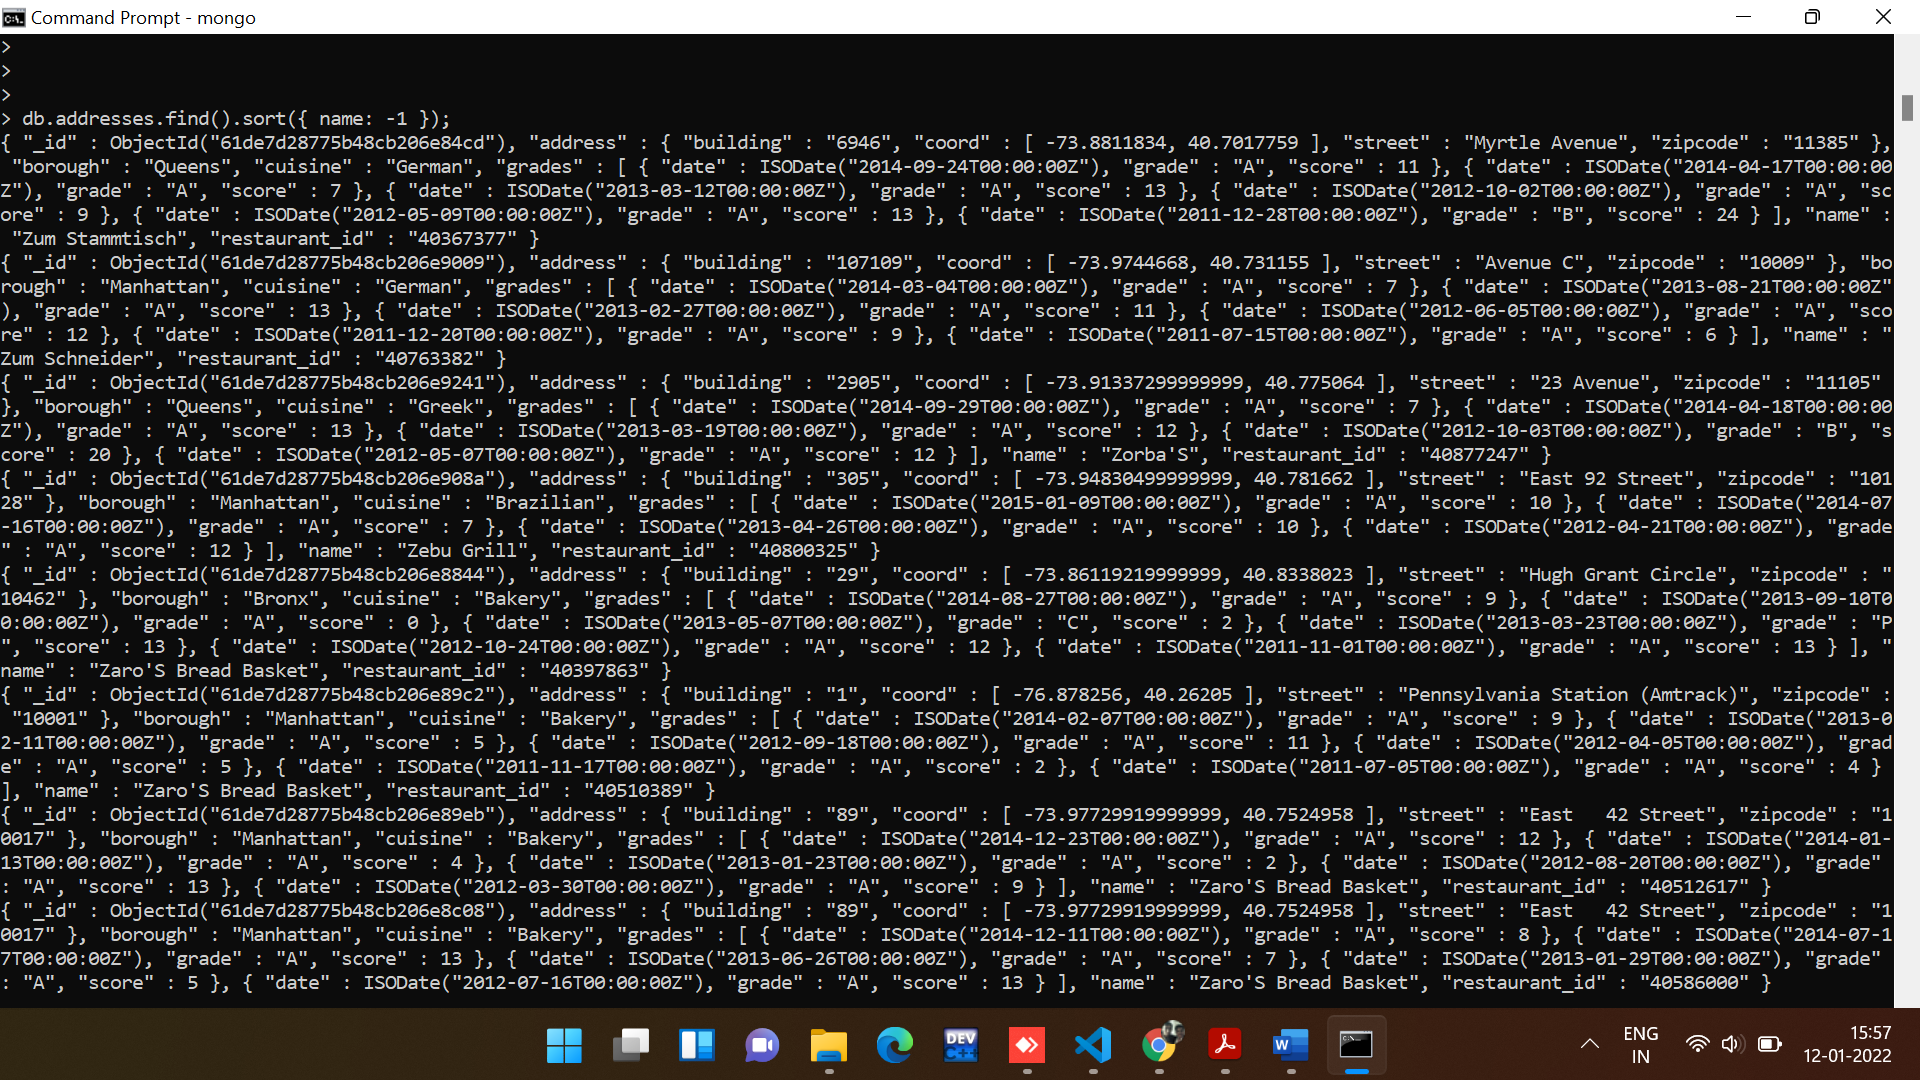 Command Prompt - mongo
>
>
>
> db.addresses.find().sort({ name: -1 });
{ "_id" : ObjectId("61de7d28775b48cb206e84cd"), "address" : { "building" : "6946", "coord" : [ -73.8811834, 40.7017759 ], "street" : "Myrtle Avenue", "zipcode" : "11385" },
"borough" : "Queens", "cuisine" : "German", "grades" : [ { "date" : ISODate("2014-09-24T00:00:00Z"), "grade" : "A", "score" : 11 }, { "date" : ISODate("2014-04-17T00:00:00
Z"), "grade" : "A", "score" : 7 }, { "date" : ISODate("2013-03-12T00:00:00Z"), "grade" : "A", "score" : 13 }, { "date" : ISODate("2012-10-02T00:00:00Z"), "grade" : "A", "sc
ore" : 9 }, { "date" : ISODate("2012-05-09T00:00:00Z"), "grade" : "A", "score" : 13 }, { "date" : ISODate("2011-12-28T00:00:00Z"), "grade" : "B", "score" : 24 } ], "name" :
"Zum Stammtisch", "restaurant_id" : "40367377" }
{ "_id" : ObjectId("61de7d28775b48cb206e9009"), "address" : { "building" : "107109", "coord" : [ -73.9744668, 40.731155 ], "street" : "Avenue C", "zipcode" : "10009" }, "bo
rough" : "Manhattan", "cuisine" : "German", "grades" : [ { "date" : ISODate("2014-03-04T00:00:00Z"), "grade" : "A", "score" : 7 }, { "date" : ISODate("2013-08-21T00:00:00Z"
), "grade" : "A", "score" : 13 }, { "date" : ISODate("2013-02-27T00:00:00Z"), "grade" : "A", "score" : 11 }, { "date" : ISODate("2012-06-05T00:00:00Z"), "grade" : "A", "sco
re" : 12 }, { "date" : ISODate("2011-12-20T00:00:00Z"), "grade" : "A", "score" : 9 }, { "date" : ISODate("2011-07-15T00:00:00Z"), "grade" : "A", "score" : 6 } ], "name" : "
Zum Schneider", "restaurant_id" : "40763382" }
{ "_id" : ObjectId("61de7d28775b48cb206e9241"), "address" : { "building" : "2905", "coord" : [ -73.91337299999999, 40.775064 ], "street" : "23 Avenue", "zipcode" : "11105"
}, "borough" : "Queens", "cuisine" : "Greek", "grades" : [ { "date" : ISODate("2014-09-29T00:00:00Z"), "grade" : "A", "score" : 7 }, { "date" : ISODate("2014-04-18T00:00:00
Z"), "grade" : "A", "score" : 13 }, { "date" : ISODate("2013-03-19T00:00:00Z"), "grade" : "A", "score" : 12 }, { "date" : ISODate("2012-10-03T00:00:00Z"), "grade" : "B", "s
core" : 20 }, { "date" : ISODate("2012-05-07T00:00:00Z"), "grade" : "A", "score" : 12 } ], "name" : "Zorba'S", "restaurant_id" : "40877247" }
{ "_id" : ObjectId("61de7d28775b48cb206e908a"), "address" : { "building" : "305", "coord" : [ -73.94830499999999, 40.781662 ], "street" : "East 92 Street", "zipcode" : "101
28" }, "borough" : "Manhattan", "cuisine" : "Brazilian", "grades" : [ { "date" : ISODate("2015-01-09T00:00:00Z"), "grade" : "A", "score" : 10 }, { "date" : ISODate("2014-07
-16T00:00:00Z"), "grade" : "A", "score" : 7 }, { "date" : ISODate("2013-04-26T00:00:00Z"), "grade" : "A", "score" : 10 }, { "date" : ISODate("2012-04-21T00:00:00Z"), "grade
" : "A", "score" : 12 } ], "name" : "Zebu Grill", "restaurant_id" : "40800325" }
{ "_id" : ObjectId("61de7d28775b48cb206e8844"), "address" : { "building" : "29", "coord" : [ -73.86119219999999, 40.8338023 ], "street" : "Hugh Grant Circle", "zipcode" : "
10462" }, "borough" : "Bronx", "cuisine" : "Bakery", "grades" : [ { "date" : ISODate("2014-08-27T00:00:00Z"), "grade" : "A", "score" : 9 }, { "date" : ISODate("2013-09-10T0
0:00:00Z"), "grade" : "A", "score" : 0 }, { "date" : ISODate("2013-05-07T00:00:00Z"), "grade" : "C", "score" : 2 }, { "date" : ISODate("2013-03-23T00:00:00Z"), "grade" : "P
", "score" : 13 }, { "date" : ISODate("2012-10-24T00:00:00Z"), "grade" : "A", "score" : 12 }, { "date" : ISODate("2011-11-01T00:00:00Z"), "grade" : "A", "score" : 13 } ], "
name" : "Zaro'S Bread Basket", "restaurant_id" : "40397863" }
{ "_id" : ObjectId("61de7d28775b48cb206e89c2"), "address" : { "building" : "1", "coord" : [ -76.878256, 40.26205 ], "street" : "Pennsylvania Station (Amtrack)", "zipcode" :
"10001" }, "borough" : "Manhattan", "cuisine" : "Bakery", "grades" : [ { "date" : ISODate("2014-02-07T00:00:00Z"), "grade" : "A", "score" : 9 }, { "date" : ISODate("2013-0
2-11T00:00:00Z"), "grade" : "A", "score" : 5 }, { "date" : ISODate("2012-09-18T00:00:00Z"), "grade" : "A", "score" : 11 }, { "date" : ISODate("2012-04-05T00:00:00Z"), "grad
e" : "A", "score" : 5 }, { "date" : ISODate("2011-11-17T00:00:00Z"), "grade" : "A", "score" : 2 }, { "date" : ISODate("2011-07-05T00:00:00Z"), "grade" : "A", "score" : 4 }
], "name" : "Zaro'S Bread Basket", "restaurant_id" : "40510389" }
{ "_id" : ObjectId("61de7d28775b48cb206e89eb"), "address" : { "building" : "89", "coord" : [ -73.97729919999999, 40.7524958 ], "street" : "East   42 Street", "zipcode" : "1
0017" }, "borough" : "Manhattan", "cuisine" : "Bakery", "grades" : [ { "date" : ISODate("2014-12-23T00:00:00Z"), "grade" : "A", "score" : 12 }, { "date" : ISODate("2014-01-
13T00:00:00Z"), "grade" : "A", "score" : 4 }, { "date" : ISODate("2013-01-23T00:00:00Z"), "grade" : "A", "score" : 2 }, { "date" : ISODate("2012-08-20T00:00:00Z"), "grade"
: "A", "score" : 13 }, { "date" : ISODate("2012-03-30T00:00:00Z"), "grade" : "A", "score" : 9 } ], "name" : "Zaro'S Bread Basket", "restaurant_id" : "40512617" }
{ "_id" : ObjectId("61de7d28775b48cb206e8c08"), "address" : { "building" : "89", "coord" : [ -73.97729919999999, 40.7524958 ], "street" : "East   42 Street", "zipcode" : "1
0017" }, "borough" : "Manhattan", "cuisine" : "Bakery", "grades" : [ { "date" : ISODate("2014-12-11T00:00:00Z"), "grade" : "A", "score" : 8 }, { "date" : ISODate("2014-07-1
7T00:00:00Z"), "grade" : "A", "score" : 13 }, { "date" : ISODate("2013-06-26T00:00:00Z"), "grade" : "A", "score" : 7 }, { "date" : ISODate("2013-01-29T00:00:00Z"), "grade"
: "A", "score" : 5 }, { "date" : ISODate("2012-07-16T00:00:00Z"), "grade" : "A", "score" : 13 } ], "name" : "Zaro'S Bread Basket", "restaurant_id" : "40586000" }
DEV
C++
W
ENG
IN
15:57
12-01-2022